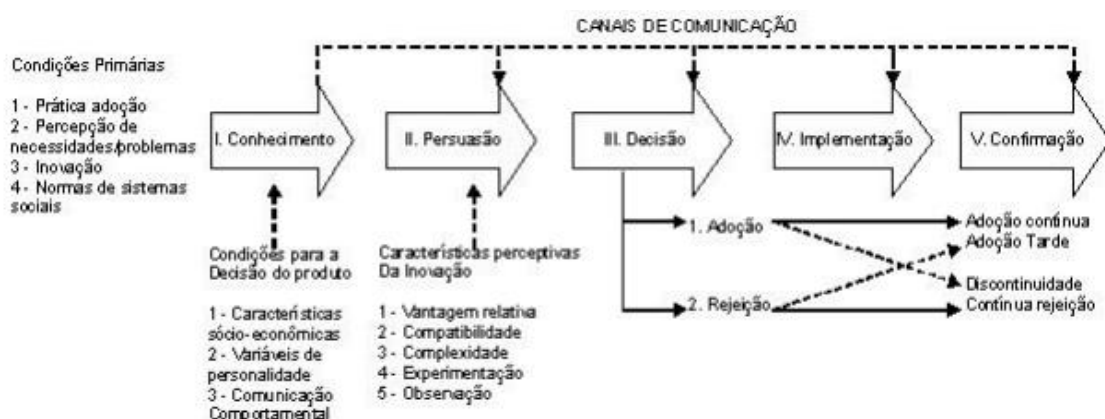 CANAIS DE COMUNICAÇÃO
Condições Primárias
1 - Prática adoção
2 - Percepção de
necessidades/problemas
3 - Inovação
4 - Normas de sistemas
sociais
I. Conhecimento
II. Persuasão
III. Decisão
IV. Implementação
V. Confirmação
Condições para a
Decisão do produto
1 - Características
sócio-econômicas
2 - Variáveis de
personalidade
3 - Comunicação
Comportamental
Características perceptivas
Da Inovação
1 - Vantagem relativa
2 - Compatibilidade
3 - Complexidade
4 - Experimentação
5 - Observação
1. Adoção
2. Rejeição
Adoção contínua
Adoção Tarde
Discontinuidade
Contínua rejeição